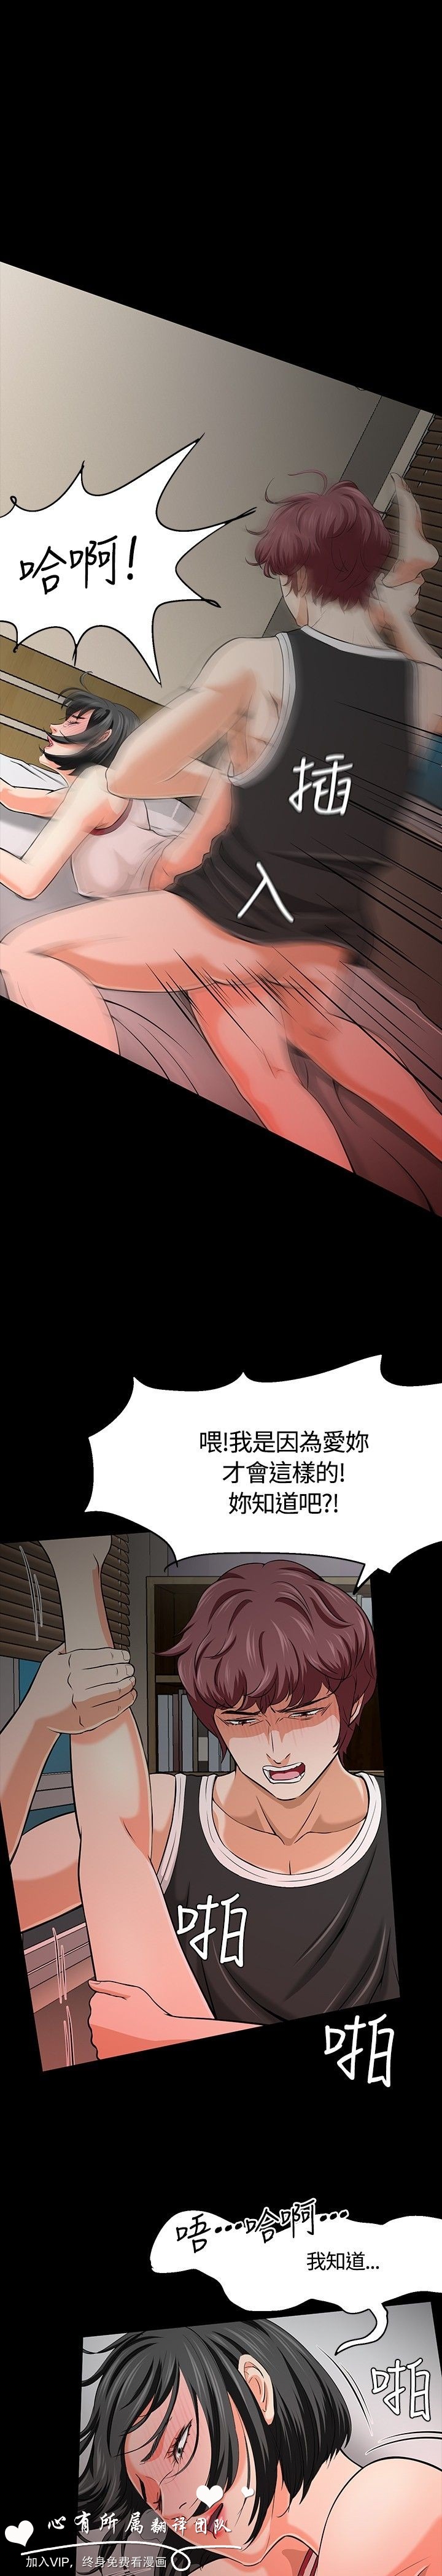 哈啊!
插
入
喂!我是因為愛妳
才會這樣的!
妳知道吧?!
啪
啪
唔…哈啊…
我知道...
啪
心有所属翻译团队
加入VIP，终身免费看漫画